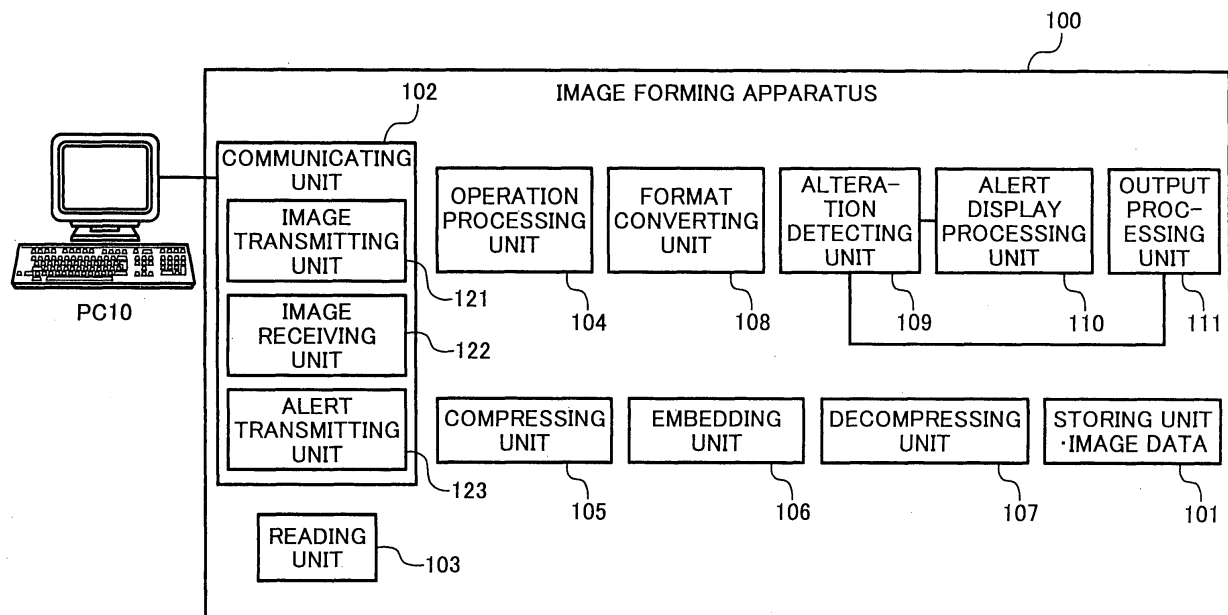 100
IMAGE FORMING APPARATUS
102
COMMUNICATING
UNIT
IMAGE
TRANSMITTING
UNIT
121
IMAGE
RECEIVING
UNIT
122
ALERT
TRANSMITTING
UNIT
123
PC10
OPERATION
PROCESSING
UNIT
104
FORMAT
CONVERTING
UNIT
108
ALTERA-
TION
DETECTING
UNIT
109
ALERT
DISPLAY
PROCESSING
UNIT
110
OUTPUT
PROC-
ESSING
UNIT
111
COMPRESSING
UNIT
105
EMBEDDING
UNIT
106
DECOMPRESSING
UNIT
107
STORING UNIT
·IMAGE DATA
101
READING
UNIT
103